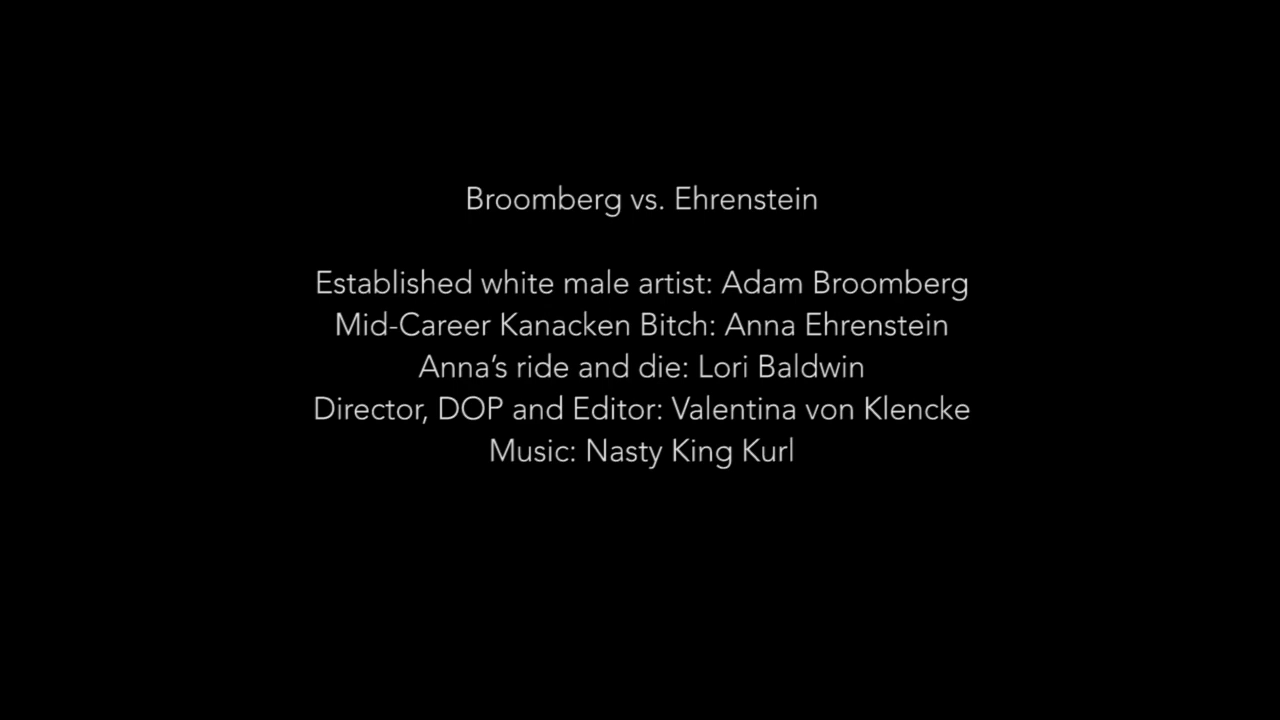 Broomberg vs. Ehrenstein
Established white male artist: Adam Broomberg
Mid-Career Kanacken Bitch: Anna Ehrenstein
Anna’s ride and die: Lori Baldwin
Director, DOP and Editor: Valentina von Klencke
Music: Nasty King Kurl